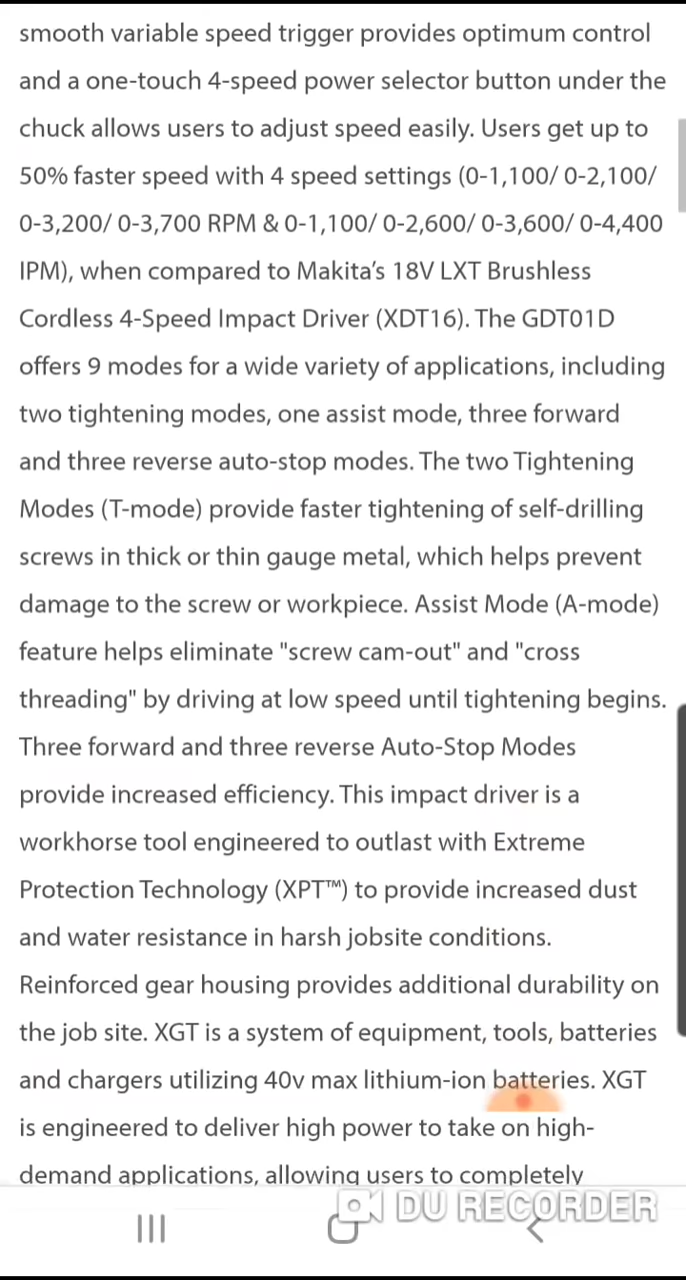 smooth variable speed trigger provides optimum control
and a one-touch 4-speed power selector button under the
chuck allows users to adjust speed easily. Users get up to
50% faster speed with 4 speed settings (0-1,100/ 0-2,100/
0-3,200/ 0-3,700 RPM & 0-1,100/ 0-2,600/ 0-3,600/ 0-4,400
IPM), when compared to Makita’s 18V LXT Brushless
Cordless 4-Speed Impact Driver (XDT16). The GDT01D
offers 9 modes for a wide variety of applications, including
two tightening modes, one assist mode, three forward
and three reverse auto-stop modes. The two Tightening
Modes (T-mode) provide faster tightening of self-drilling
screws in thick or thin gauge metal, which helps prevent
damage to the screw or workpiece. Assist Mode (A-mode)
feature helps eliminate "screw cam-out" and "cross
threading" by driving at low speed until tightening begins.
Three forward and three reverse Auto-Stop Modes
provide increased efficiency. This impact driver is a
workhorse tool engineered to outlast with Extreme
Protection Technology (XPT™) to provide increased dust
and water resistance in harsh jobsite conditions.
Reinforced gear housing provides additional durability on
the job site. XGT is a system of equipment, tools, batteries
and chargers utilizing 40v max lithium-ion batteries. XGT
is engineered to deliver high power to take on high-
demand applications, allowing users to completely
DU RECORDER